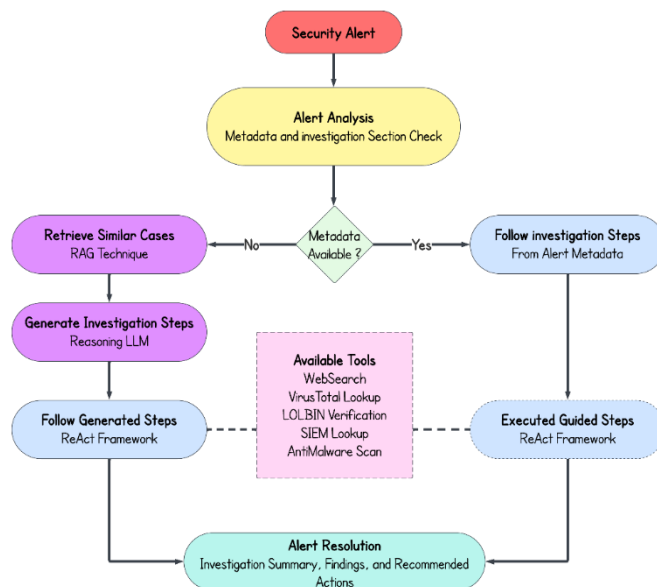 Security Alert
Alert Analysis
Metadata and investigation Section Check
Metadata
Available ?
No
Yes
Retrieve Similar Cases
RAG Technique
Follow investigation Steps
From Alert Metadata
Generate Investigation Steps
Reasoning LLM
Available Tools
WebSearch
VirusTotal Lookup
LOLBIN Verification
SIEM Lookup
AntiMalware Scan
Follow Generated Steps
ReAct Framework
Executed Guided Steps
ReAct Framework
Alert Resolution
Investigation Summary, Findings, and Recommended
Actions